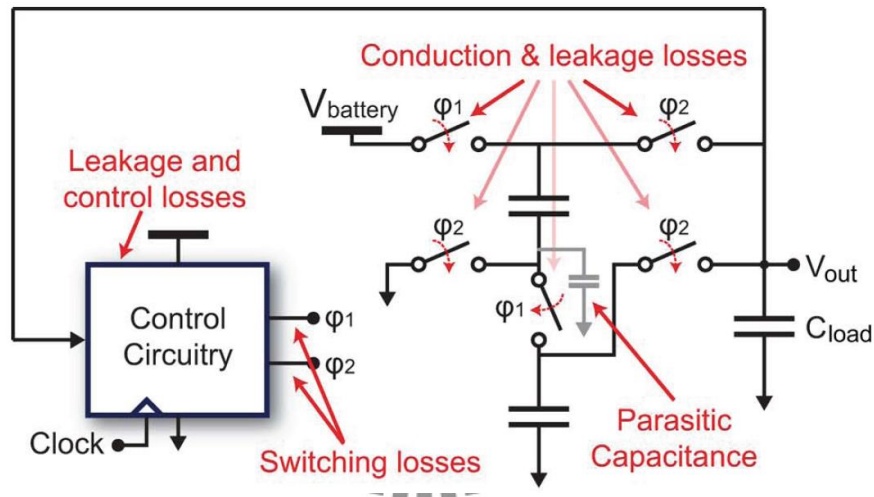 Conduction & leakage losses
Vbattery
φ1
φ2
Leakage and
control losses
φ2
φ2
Vout
φ1
Control
Circuitry
φ1
φ2
Cload
Clock
Switching losses
Parasitic
Capacitance